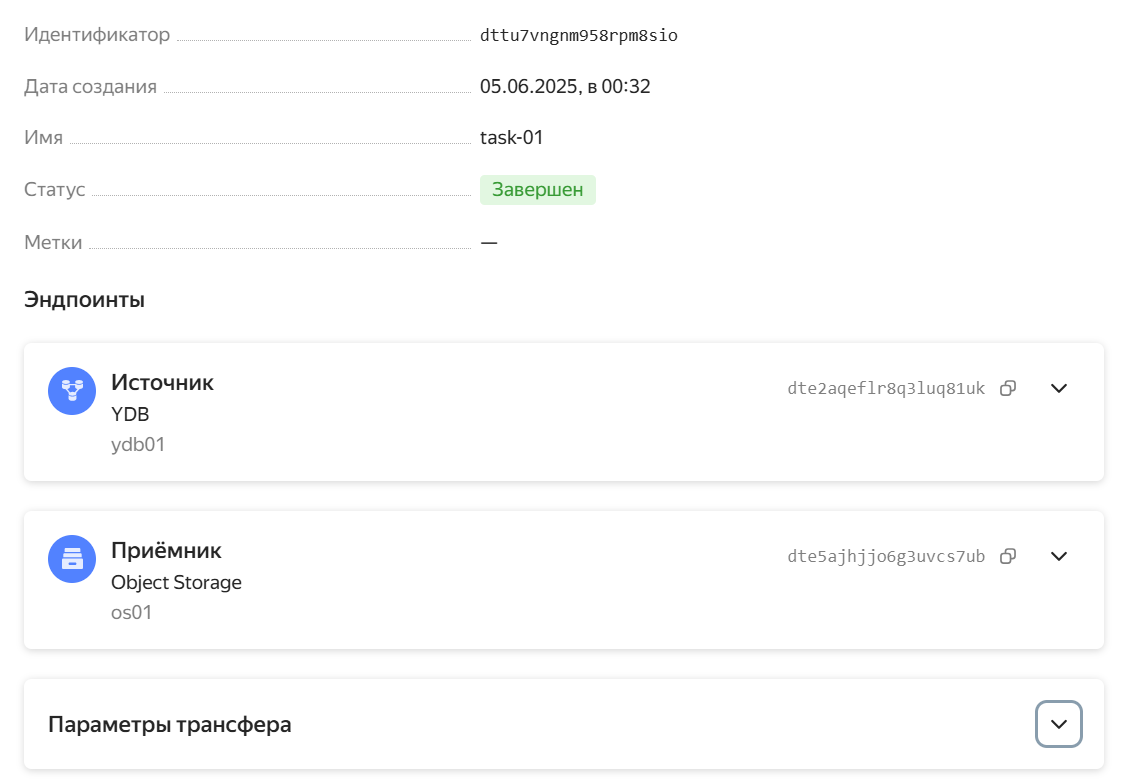 Идентификатор dttu7vngnm958rpm8sio
Дата создания 05.06.2025, в 00:32
Имя task-01
Статус Завершен
Метки —
Эндпоинты
Источник dte2aqeflr8q3luq81uk
YDB
ydb01
Приёмник dte5ajhjjo6g3uvcs7ub
Object Storage
os01
Параметры трансфера